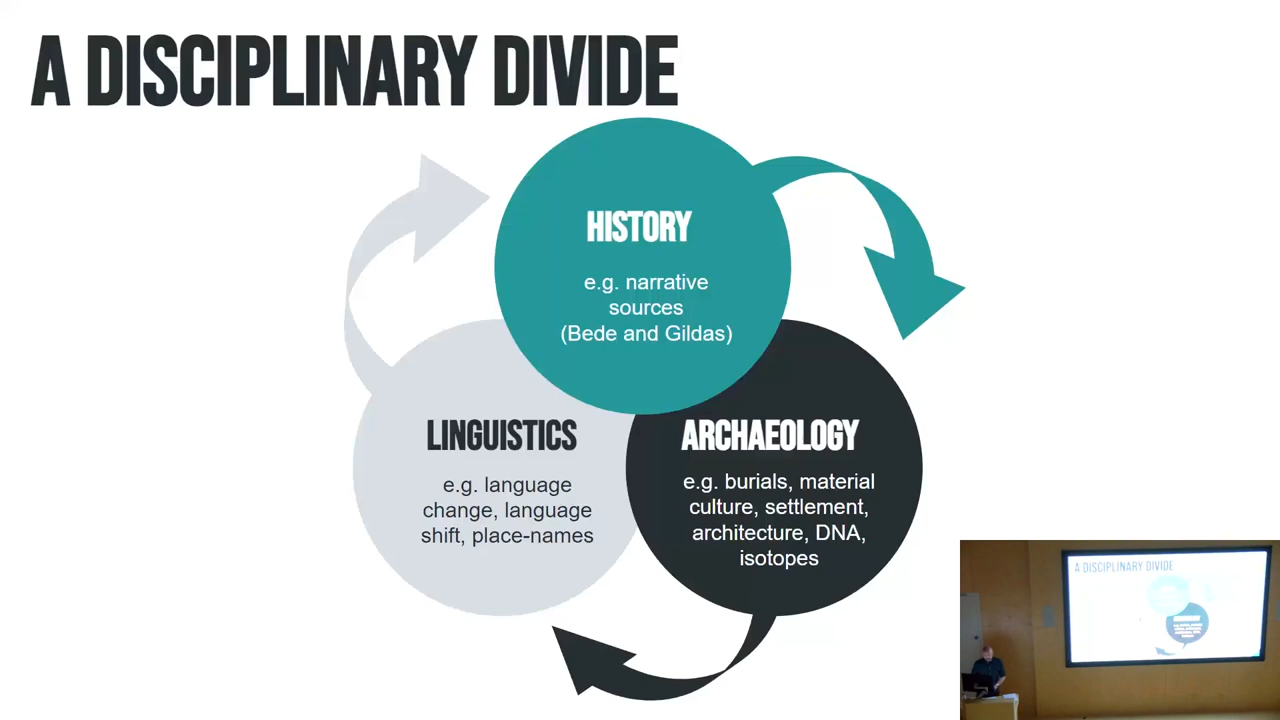 A DISCIPLINARY DIVIDE
HISTORY
e.g. narrative
sources
(Bede and Gildas)
LINGUISTICS
e.g. language
change, language
shift, place-names
ARCHAEOLOGY
e.g. burials, material
culture, settlement,
architecture, DNA,
isotopes
A DISCIPLINARY DIVIDE